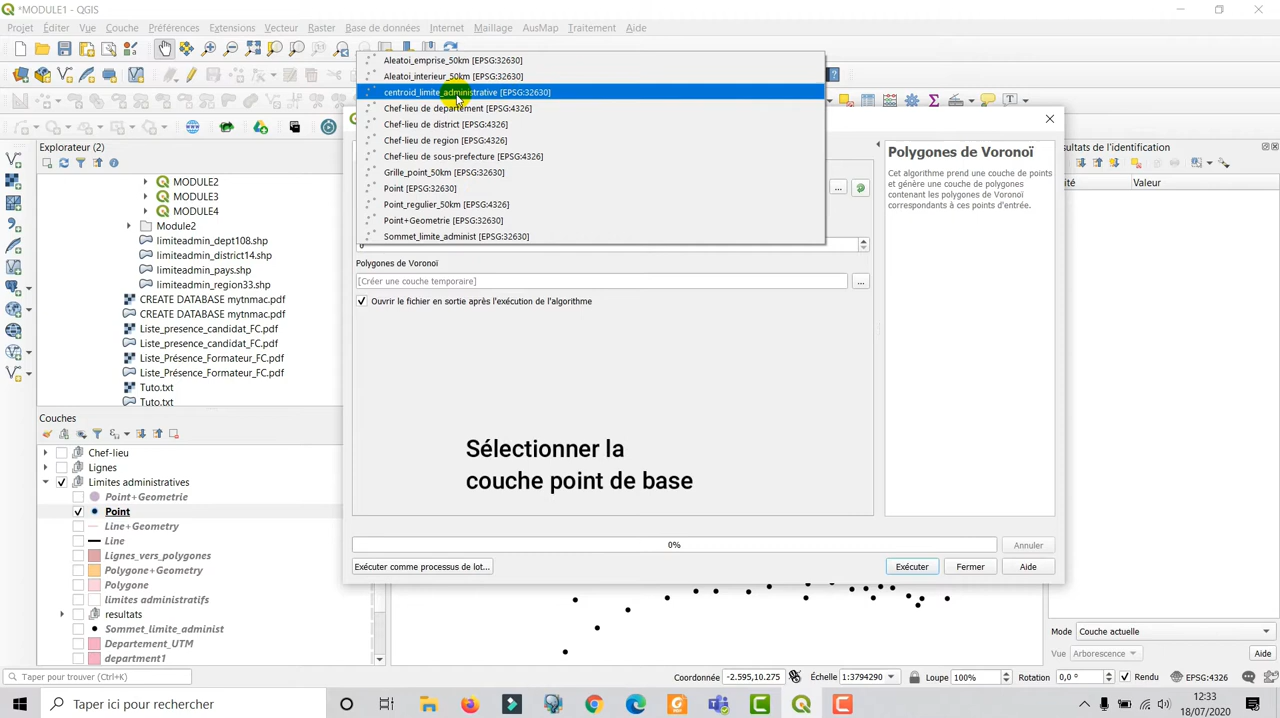 *MODULE1 - QGIS
Projet Éditer Vue Couche Préférences Extensions Vecteur Raster Base de données Internet Maillage AusMap Traitement Aide
Aleatoi_emprise_50km [EPSG:32630]
Aleatoi_interieur_50km [EPSG:32630]
centroid_limite_administrative [EPSG:32630]
Chef-lieu de departement [EPSG:4326]
Chef-lieu de district [EPSG:4326]
Chef-lieu de region [EPSG:4326]
Chef-lieu de sous-prefecture [EPSG:4326]
Grille_point_50km [EPSG:32630]
Point [EPSG:32630]
Point_regulier_50km [EPSG:4326]
Point+Geometrie [EPSG:32630]
Sommet_limite_administ [EPSG:32630]
Polygones de Voronoï
[Créer une couche temporaire]
Ouvrir le fichier en sortie après l'exécution de l'algorithme
Sélectionner la
couche point de base
0%
Annuler
Exécuter comme processus de lot...
Exécuter
Fermer
Aide
Polygones de Voronoï
Cet algorithme prend une couche de points
et génère une couche de polygones
contenant les polygones de Voronoï
correspondants à ces points d'entrée.
Explorateur (2)
MODULE2
MODULE3
MODULE4
Module2
limiteadmin_dept108.shp
limiteadmin_district14.shp
limiteadmin_pays.shp
limiteadmin_region33.shp
CREATE DATABASE mytnmac.pdf
CREATE DATABASE mytnmac.pdf
Liste_presence_candidat_FC.pdf
Liste_presence_candidat_FC.pdf
Liste_Présence_Formateur_FC.pdf
Liste_Présence_Formateur_FC.pdf
Tuto.txt
Tuto.txt
Couches
Chef-lieu
Lignes
Limites administratives
Point+Geometrie
Point
Line+Geometry
Line
Lignes_vers_polygones
Polygone+Geometry
Polygone
limites administratifs
resultats
Sommet_limite_administ
Departement_UTM
department1
sultats de l'identification
ité Valeur
Mode Couche actuelle
Vue Arborescence Aide
Taper pour trouver (Ctrl+K)
Coordonnée -2.595,10.275 Échelle 1:3794290 Loupe 100% Rotation 0,0 ° Rendu EPSG:4326
Taper ici pour rechercher
12:33
18/07/2020